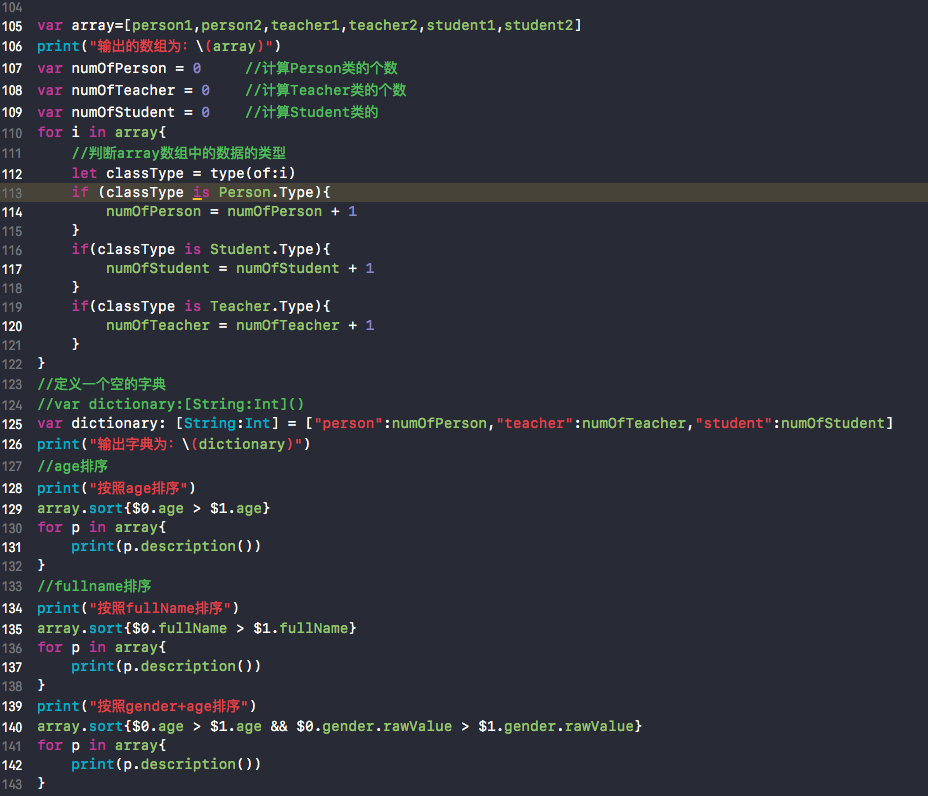 104
105 var array=[person1,person2,teacher1,teacher2,student1,student2]
106 print("输出的数组为: \(array)")
107 var numOfPerson = 0     //计算Person类的个数
108 var numOfTeacher = 0    //计算Teacher类的个数
109 var numOfStudent = 0    //计算Student类的
110 for i in array{
111     //判断array数组中的数据的类型
112     let classType = type(of:i)
113     if (classType is Person.Type){
114         numOfPerson = numOfPerson + 1
115     }
116     if(classType is Student.Type){
117         numOfStudent = numOfStudent + 1
118     }
119     if(classType is Teacher.Type){
120         numOfTeacher = numOfTeacher + 1
121     }
122 }
123 //定义一个空的字典
124 //var dictionary:[String:Int]()
125 var dictionary: [String:Int] = ["person":numOfPerson,"teacher":numOfTeacher,"student":numOfStudent]
126 print("输出字典为: \(dictionary)")
127 //age排序
128 print("按照age排序")
129 array.sort{$0.age > $1.age}
130 for p in array{
131     print(p.description())
132 }
133 //fullname排序
134 print("按照fullName排序")
135 array.sort{$0.fullName > $1.fullName}
136 for p in array{
137     print(p.description())
138 }
139 print("按照gender+age排序")
140 array.sort{$0.age > $1.age && $0.gender.rawValue > $1.gender.rawValue}
141 for p in array{
142     print(p.description())
143 }